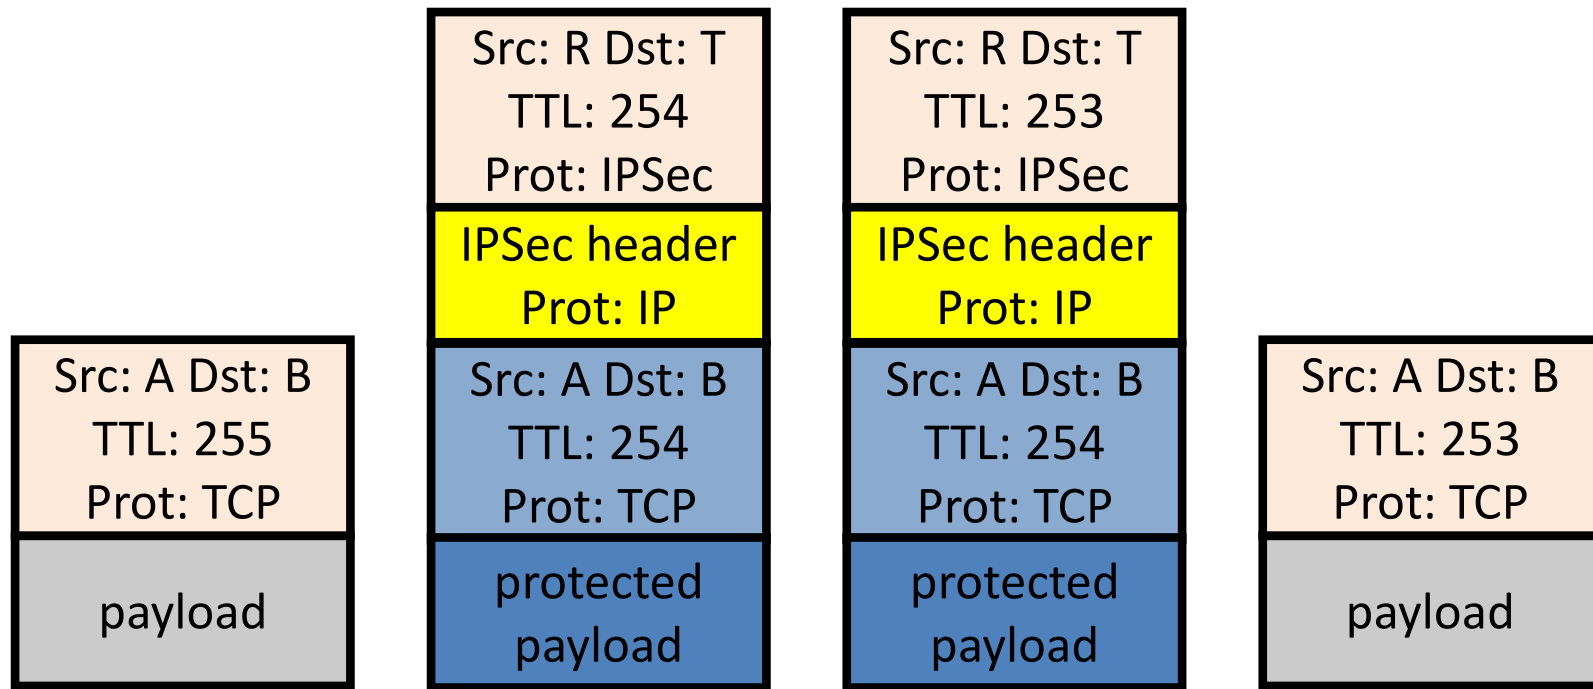 Src: A Dst: B
TTL: 255
Prot: TCP
payload
Src: R Dst: T
TTL: 254
Prot: IPSec
IPSec header
Prot: IP
Src: A Dst: B
TTL: 254
Prot: TCP
protected
payload
Src: R Dst: T
TTL: 253
Prot: IPSec
IPSec header
Prot: IP
Src: A Dst: B
TTL: 254
Prot: TCP
protected
payload
Src: A Dst: B
TTL: 253
Prot: TCP
payload